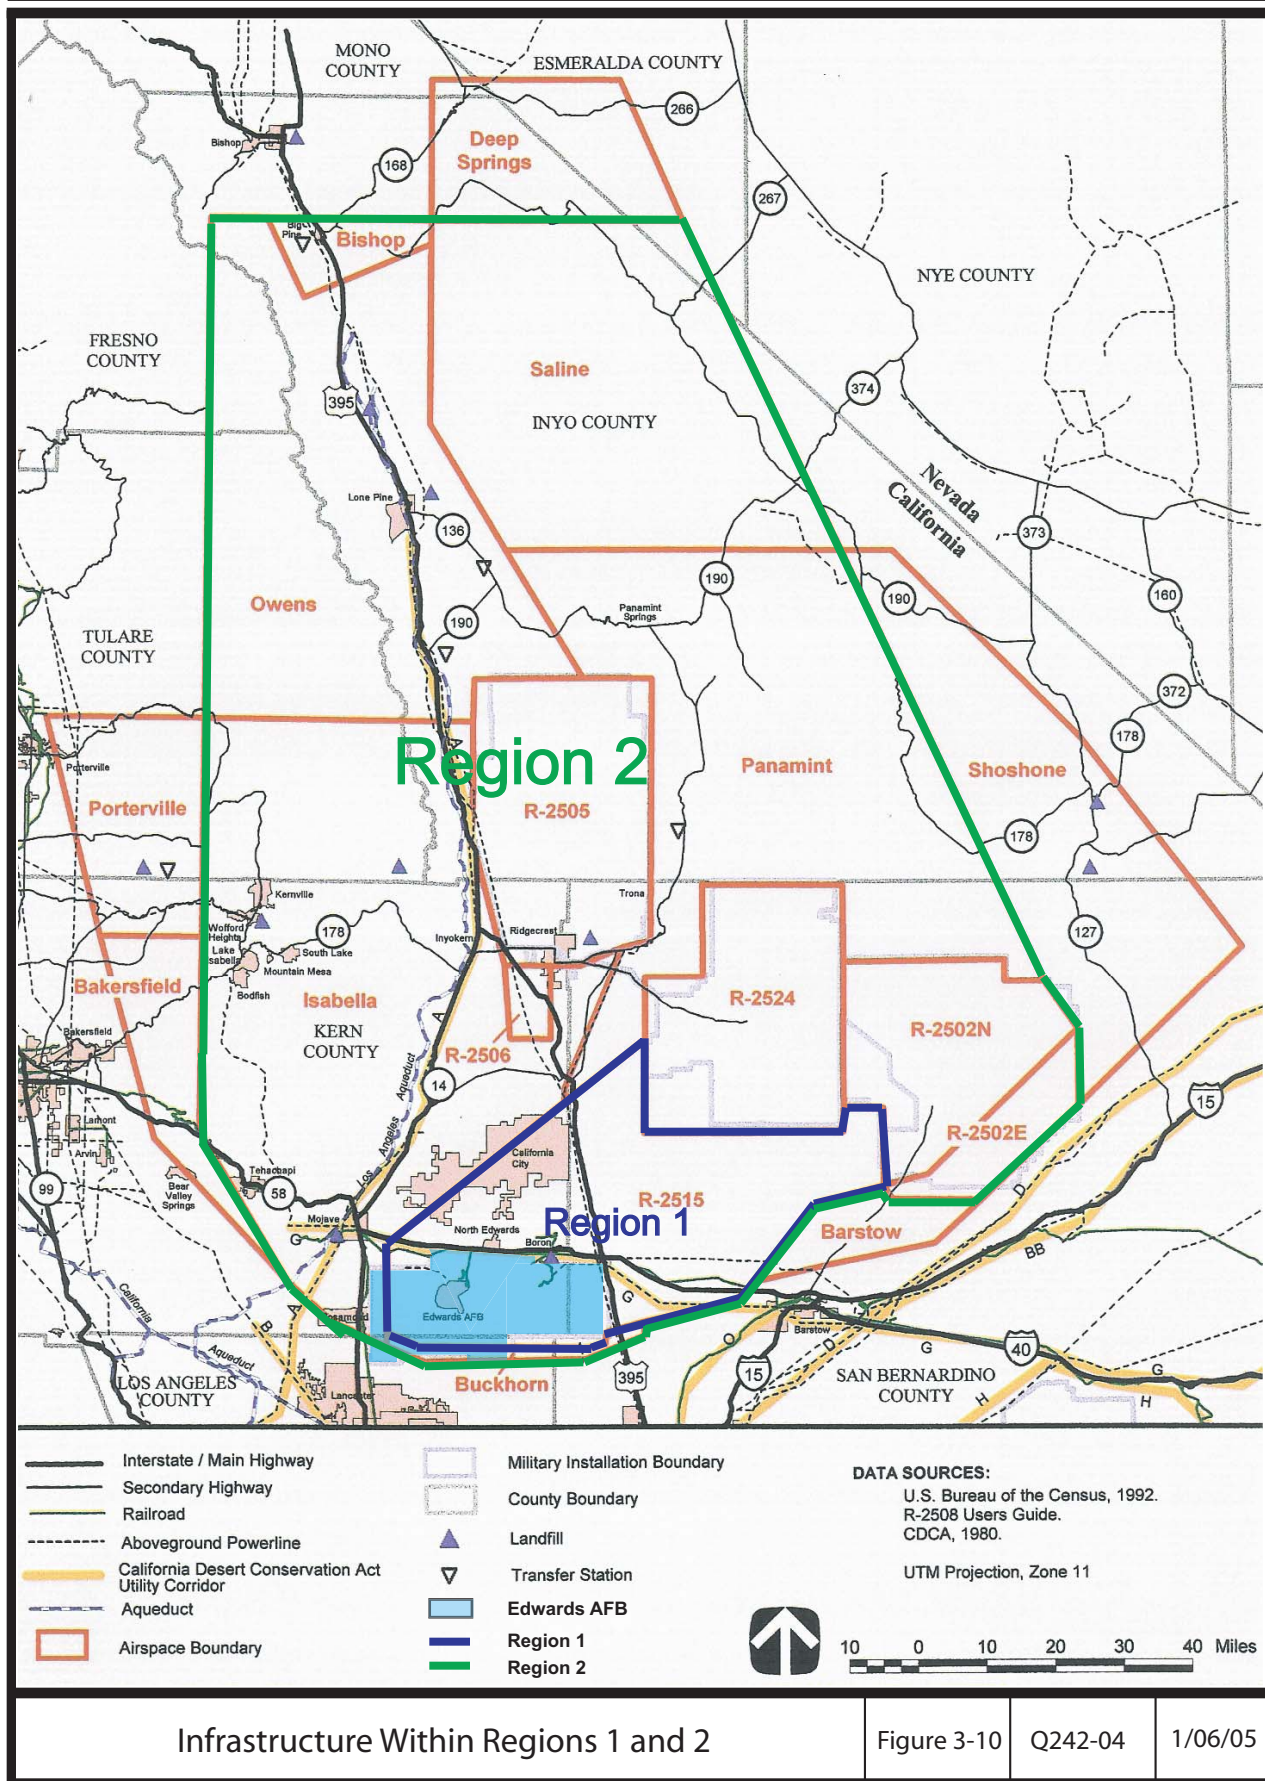 MONO
COUNTY
ESMERALDA COUNTY
266
Deep
Springs
Bishop
168
267
Big
Pine
Bishop
NYE COUNTY
FRESNO
COUNTY
Saline
374
395
INYO COUNTY
Nevada
California
Lone Pine
136
373
190
190
160
Owens
Panamint
Springs
190
TULARE
COUNTY
372
178
Region 2
Panamint
Shoshone
Porterville
Porterville
R-2505
178
Kernville
Trona
Wofford
Heights
178
Inyokern
Ridgecrest
127
Lake
Isabella
South Lake
Mountain Mesa
Bodfish
Bakersfield
Isabella
R-2524
A
KERN
COUNTY
R-2502N
Bakersfield
R-2506
14
Aqueduct
15
Lamont
Angeles
R-2502E
Arvin
California
City
Los
99
Bear
Valley
Springs
Tehachapi
58
R-2515
D
Mojave
North Edwards
Region 1
Barstow
G
Boron
BB
California
A
G
B
Edwards AFB
Barstow
O
D
G
40
G
Aqueduct
LOS ANGELES
COUNTY
Buckhorn
395
15
SAN BERNARDINO
COUNTY
H
H
Interstate / Main Highway
Secondary Highway
Railroad
Aboveground Powerline
California Desert Conservation Act
Utility Corridor
Aqueduct
Airspace Boundary
Military Installation Boundary
County Boundary
Landfill
Transfer Station
Edwards AFB
Region 1
Region 2
DATA SOURCES:
U.S. Bureau of the Census, 1992.
R-2508 Users Guide.
CDCA, 1980.
UTM Projection, Zone 11
10 0 10 20 30 40 Miles
Infrastructure Within Regions 1 and 2
Figure 3-10
Q242-04
1/06/05